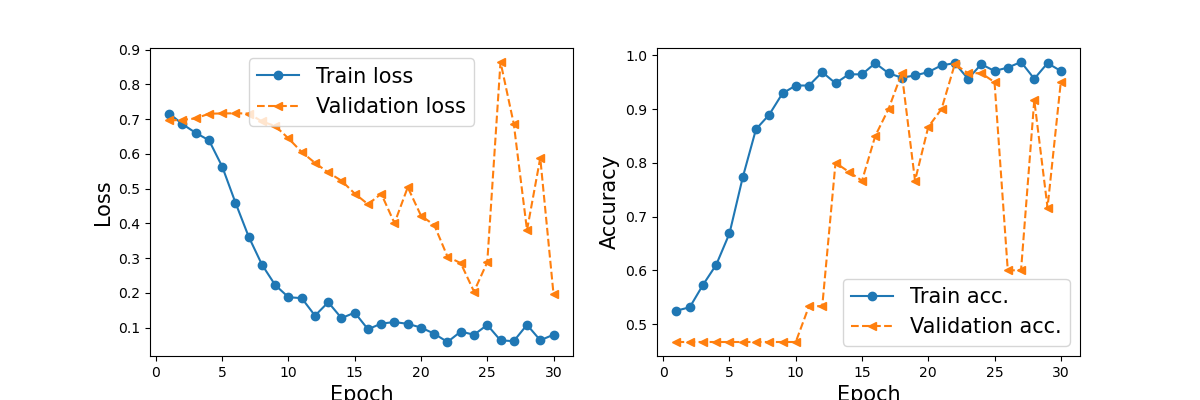 0.9
0.8
0.7
0.6
0.5
0.4
0.3
0.2
0.1
Loss
Train loss
Validation loss
0 5 10 15 20 25 30
Epoch
1.0
0.9
0.8
0.7
0.6
0.5
Accuracy
Train acc.
Validation acc.
0 5 10 15 20 25 30
Epoch